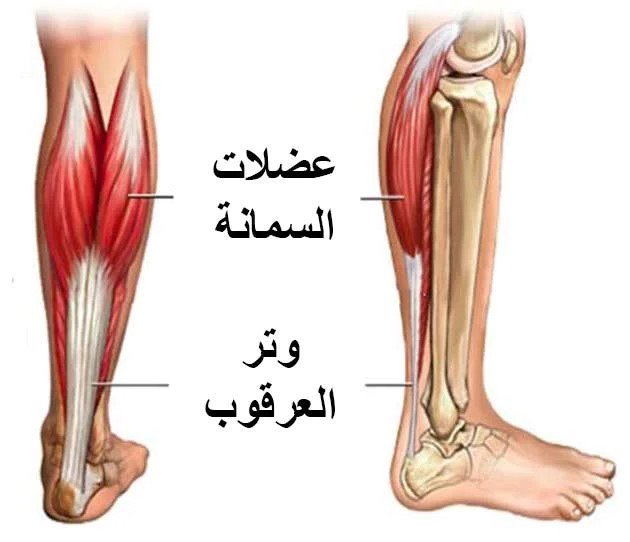 عضلات
السمانة
وتر
العرقوب